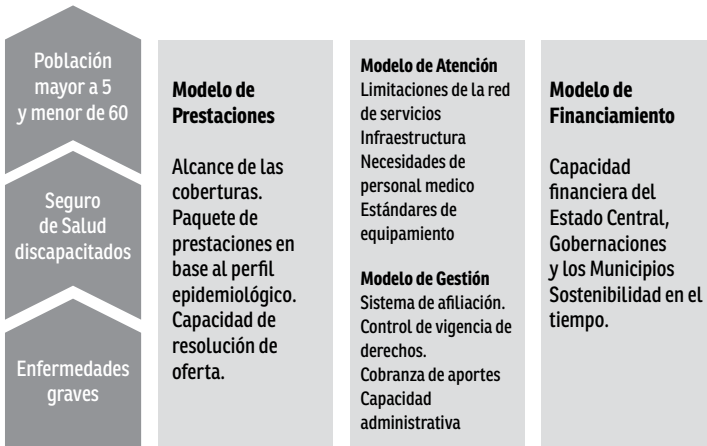 Población
mayor a 5
y menor de 60
Seguro
de Salud
discapacitados
Enfermedades
graves
Modelo de
Prestaciones
Alcance de las
coberturas.
Paquete de
prestaciones en
base al perfil
epidemiológico.
Capacidad de
resolución de
oferta.
Modelo de Atención
Limitaciones de la red
de servicios
Infraestructura
Necesidades de
personal medico
Estándares de
equipamiento
Modelo de Gestión
Sistema de afiliación.
Control de vigencia de
derechos.
Cobranza de aportes
Capacidad
administrativa
Modelo de
Financiamiento
Capacidad
financiera del
Estado Central,
Gobernaciones
y los Municipios
Sostenibilidad en el
tiempo.